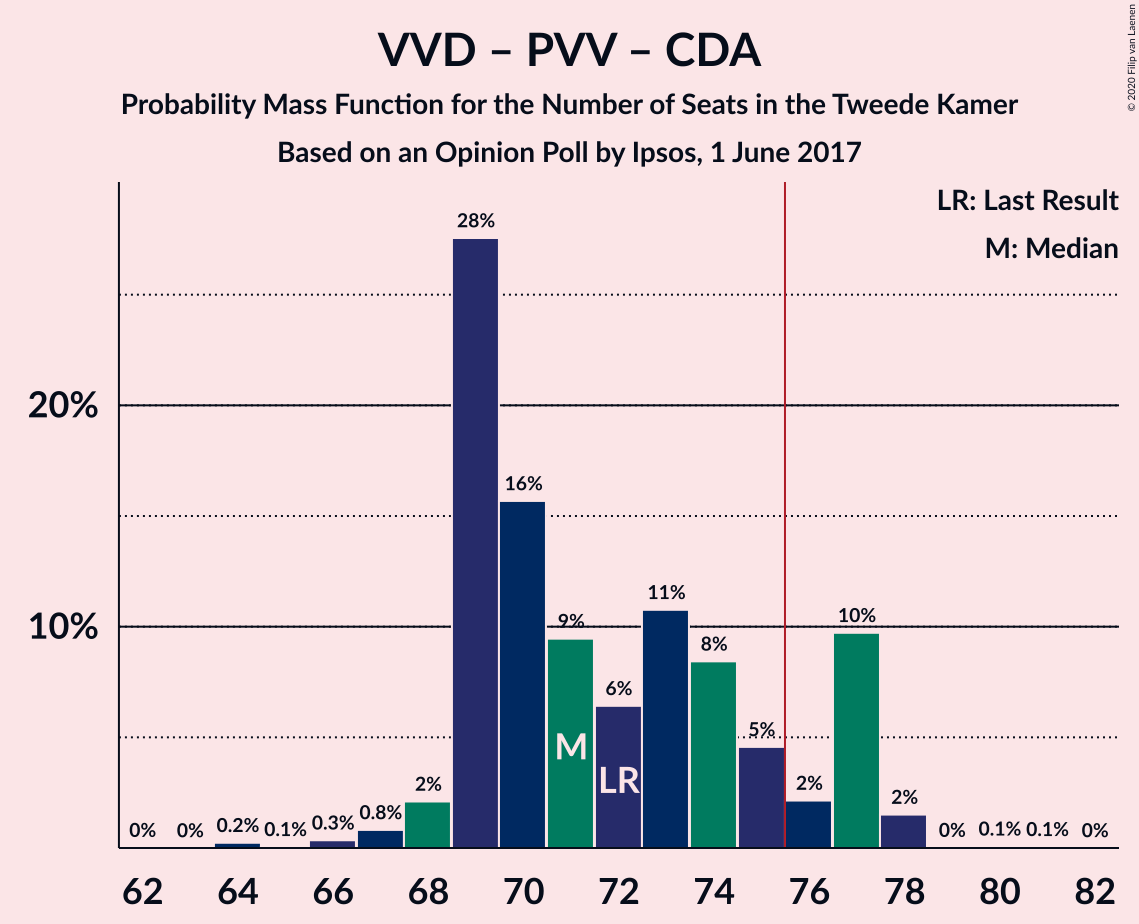 VVD – PVV – CDA
Probability Mass Function for the Number of Seats in the Tweede Kamer
Based on an Opinion Poll by Ipsos, 1 June 2017
© 2020 Filip van Laenen
LR: Last Result
M: Median
20%
10%
0%
0%
0.2%
0.1%
0.3%
0.8%
2%
28%
16%
9%
6%
11%
8%
5%
2%
10%
2%
0%
0.1%
0.1%
0%
M
LR
62 64 66 68 70 72 74 76 78 80 82